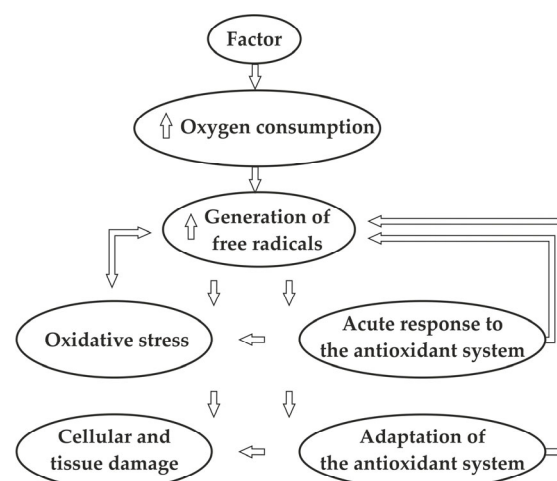 Factor
Oxygen consumption
Generation of
free radicals
Oxidative stress
Acute response to
the antioxidant system
Cellular and
tissue damage
Adaptation of
the antioxidant system